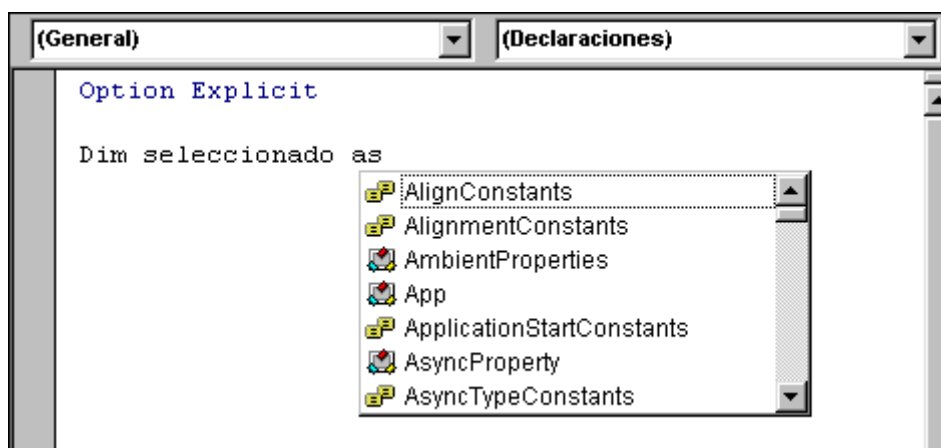 (General) (Declaraciones)
Option Explicit
Dim seleccionado as
AlignConstants
AlignmentConstants
AmbientProperties
App
ApplicationStartConstants
AsyncProperty
AsyncTypeConstants